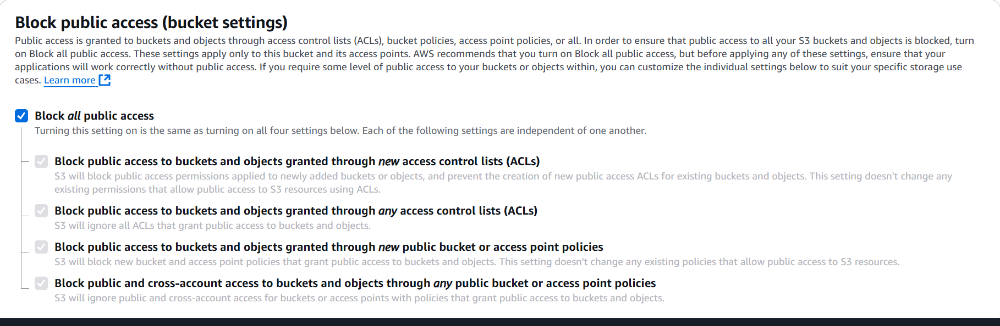 Block public access (bucket settings)
Public access is granted to buckets and objects through access control lists (ACLs), bucket policies, access point policies, or all. In order to ensure that public access to all your S3 buckets and objects is blocked, turn
on Block all public access. These settings apply only to this bucket and its access points. AWS recommends that you turn on Block all public access, but before applying any of these settings, ensure that your
applications will work correctly without public access. If you require some level of public access to your buckets or objects within, you can customize the individual settings below to suit your specific storage use
cases. Learn more
Block all public access
Turning this setting on is the same as turning on all four settings below. Each of the following settings are independent of one another.
Block public access to buckets and objects granted through new access control lists (ACLs)
S3 will block public access permissions applied to newly added buckets or objects, and prevent the creation of new public access ACLs for existing buckets and objects. This setting doesn't change any
existing permissions that allow public access to S3 resources using ACLs.
Block public access to buckets and objects granted through any access control lists (ACLs)
S3 will ignore all ACLs that grant public access to buckets and objects.
Block public access to buckets and objects granted through new public bucket or access point policies
S3 will block new bucket and access point policies that grant public access to buckets and objects. This setting doesn't change any existing policies that allow public access to S3 resources.
Block public and cross-account access to buckets and objects through any public bucket or access point policies
S3 will ignore public and cross-account access for buckets or access points with policies that grant public access to buckets and objects.